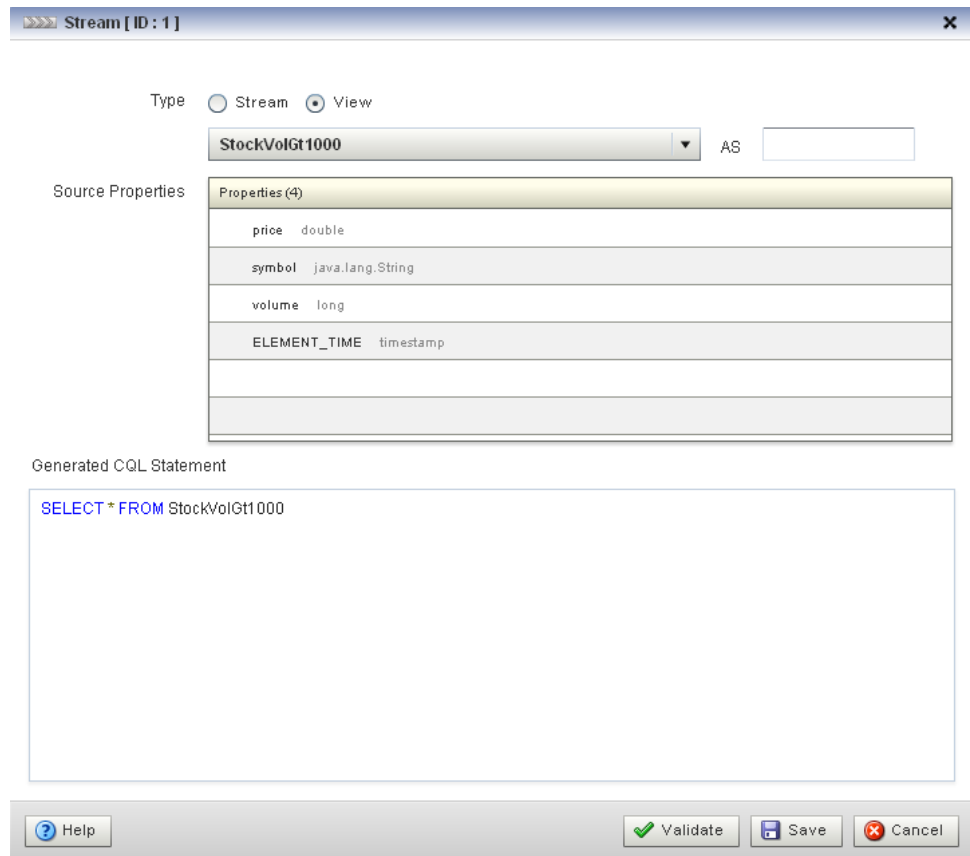 Stream [ ID : 1 ]
Type Stream View
StockVolGt1000 AS
Source Properties Properties (4)
price double
symbol java.lang.String
volume long
ELEMENT_TIME timestamp
Generated CQL Statement
SELECT * FROM StockVolGt1000
Help Validate Save Cancel